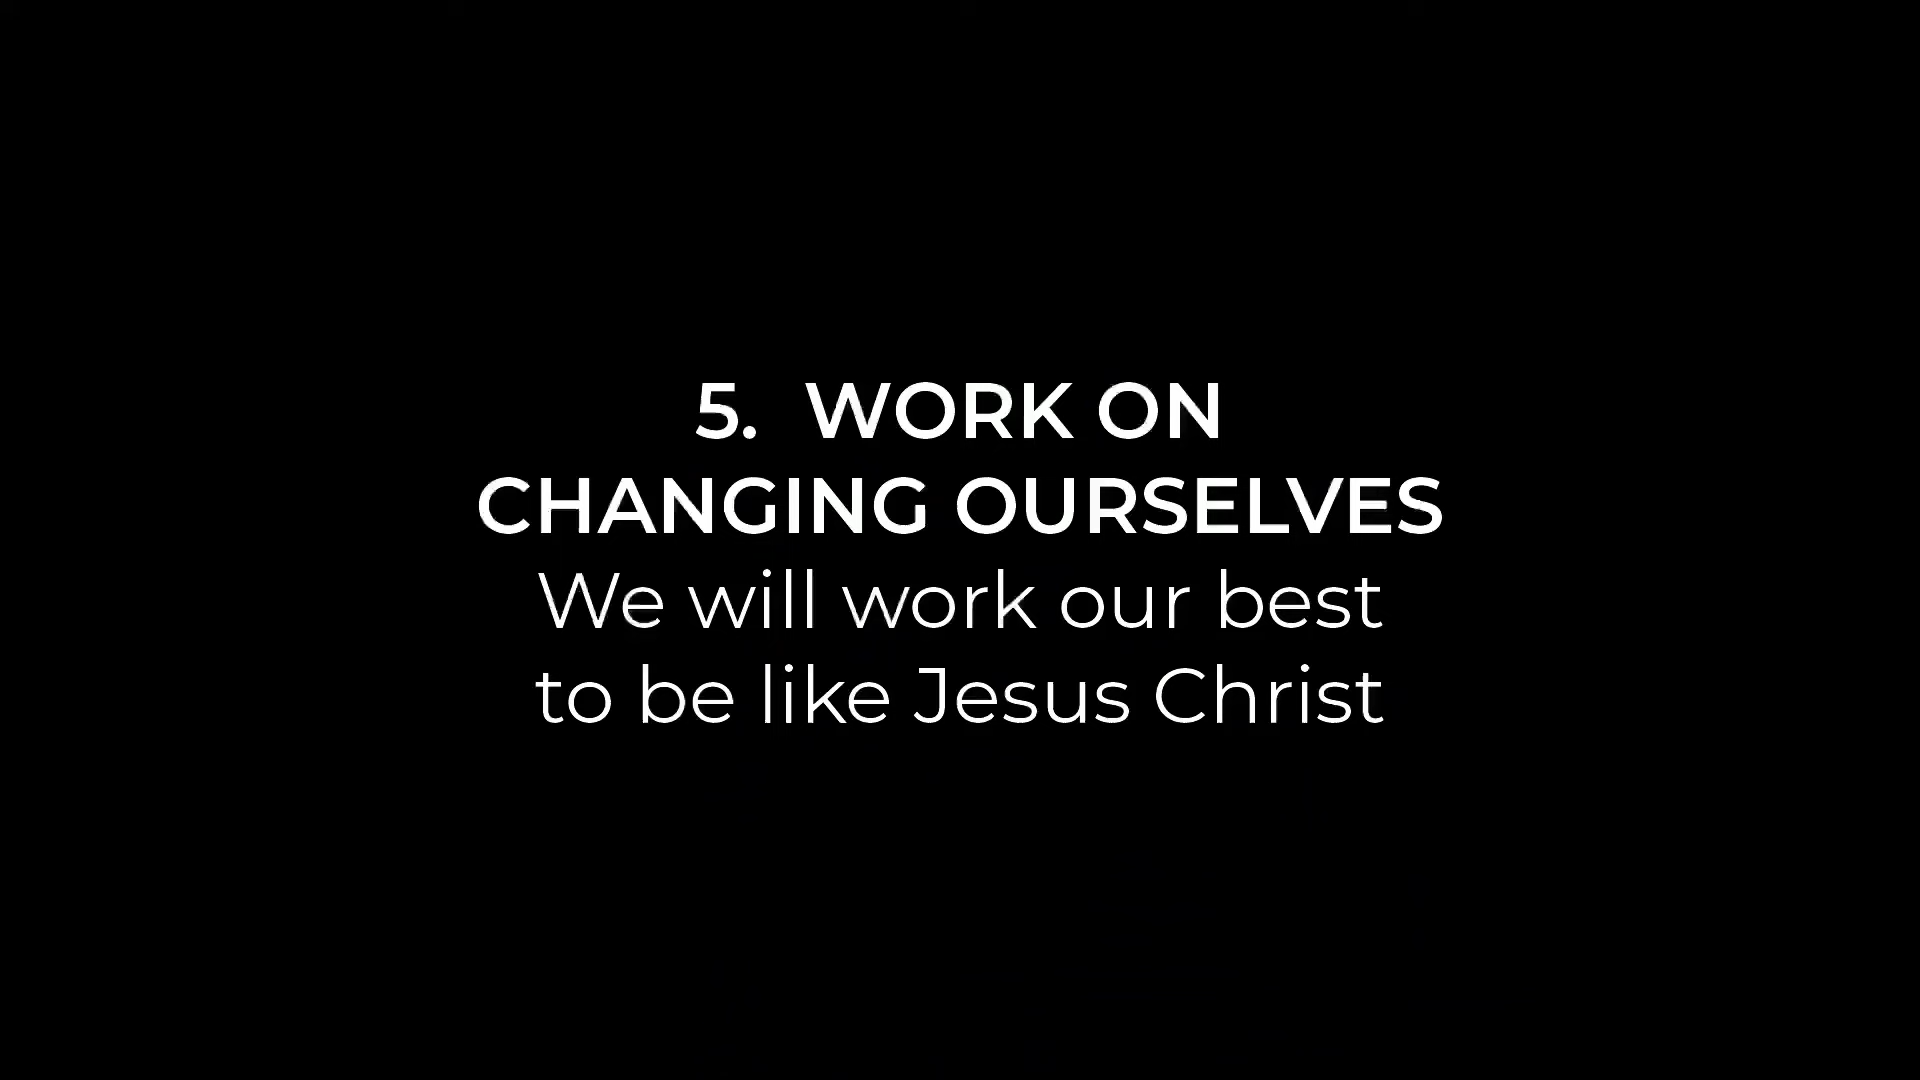 5.  WORK ON
CHANGING OURSELVES
We will work our best
to be like Jesus Christ